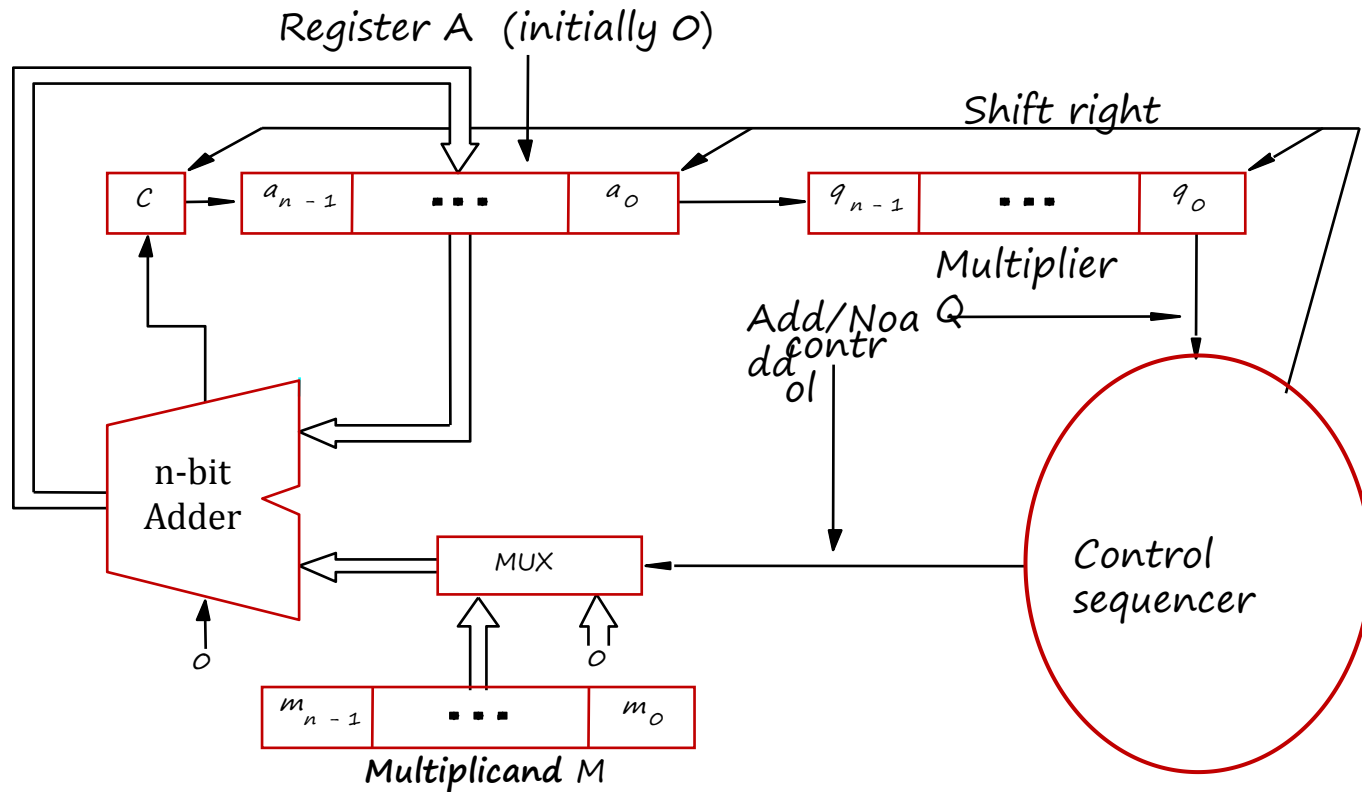 Register A (initially 0)
Shift right
C
a n - 1
▪▪▪
a 0
q n - 1
▪▪▪
q 0
Multiplier
Q
Add/Noa
dd
contr
ol
n-bit
Adder
MUX
Control
sequencer
0
0
m n - 1
▪▪▪
m 0
Multiplicand M